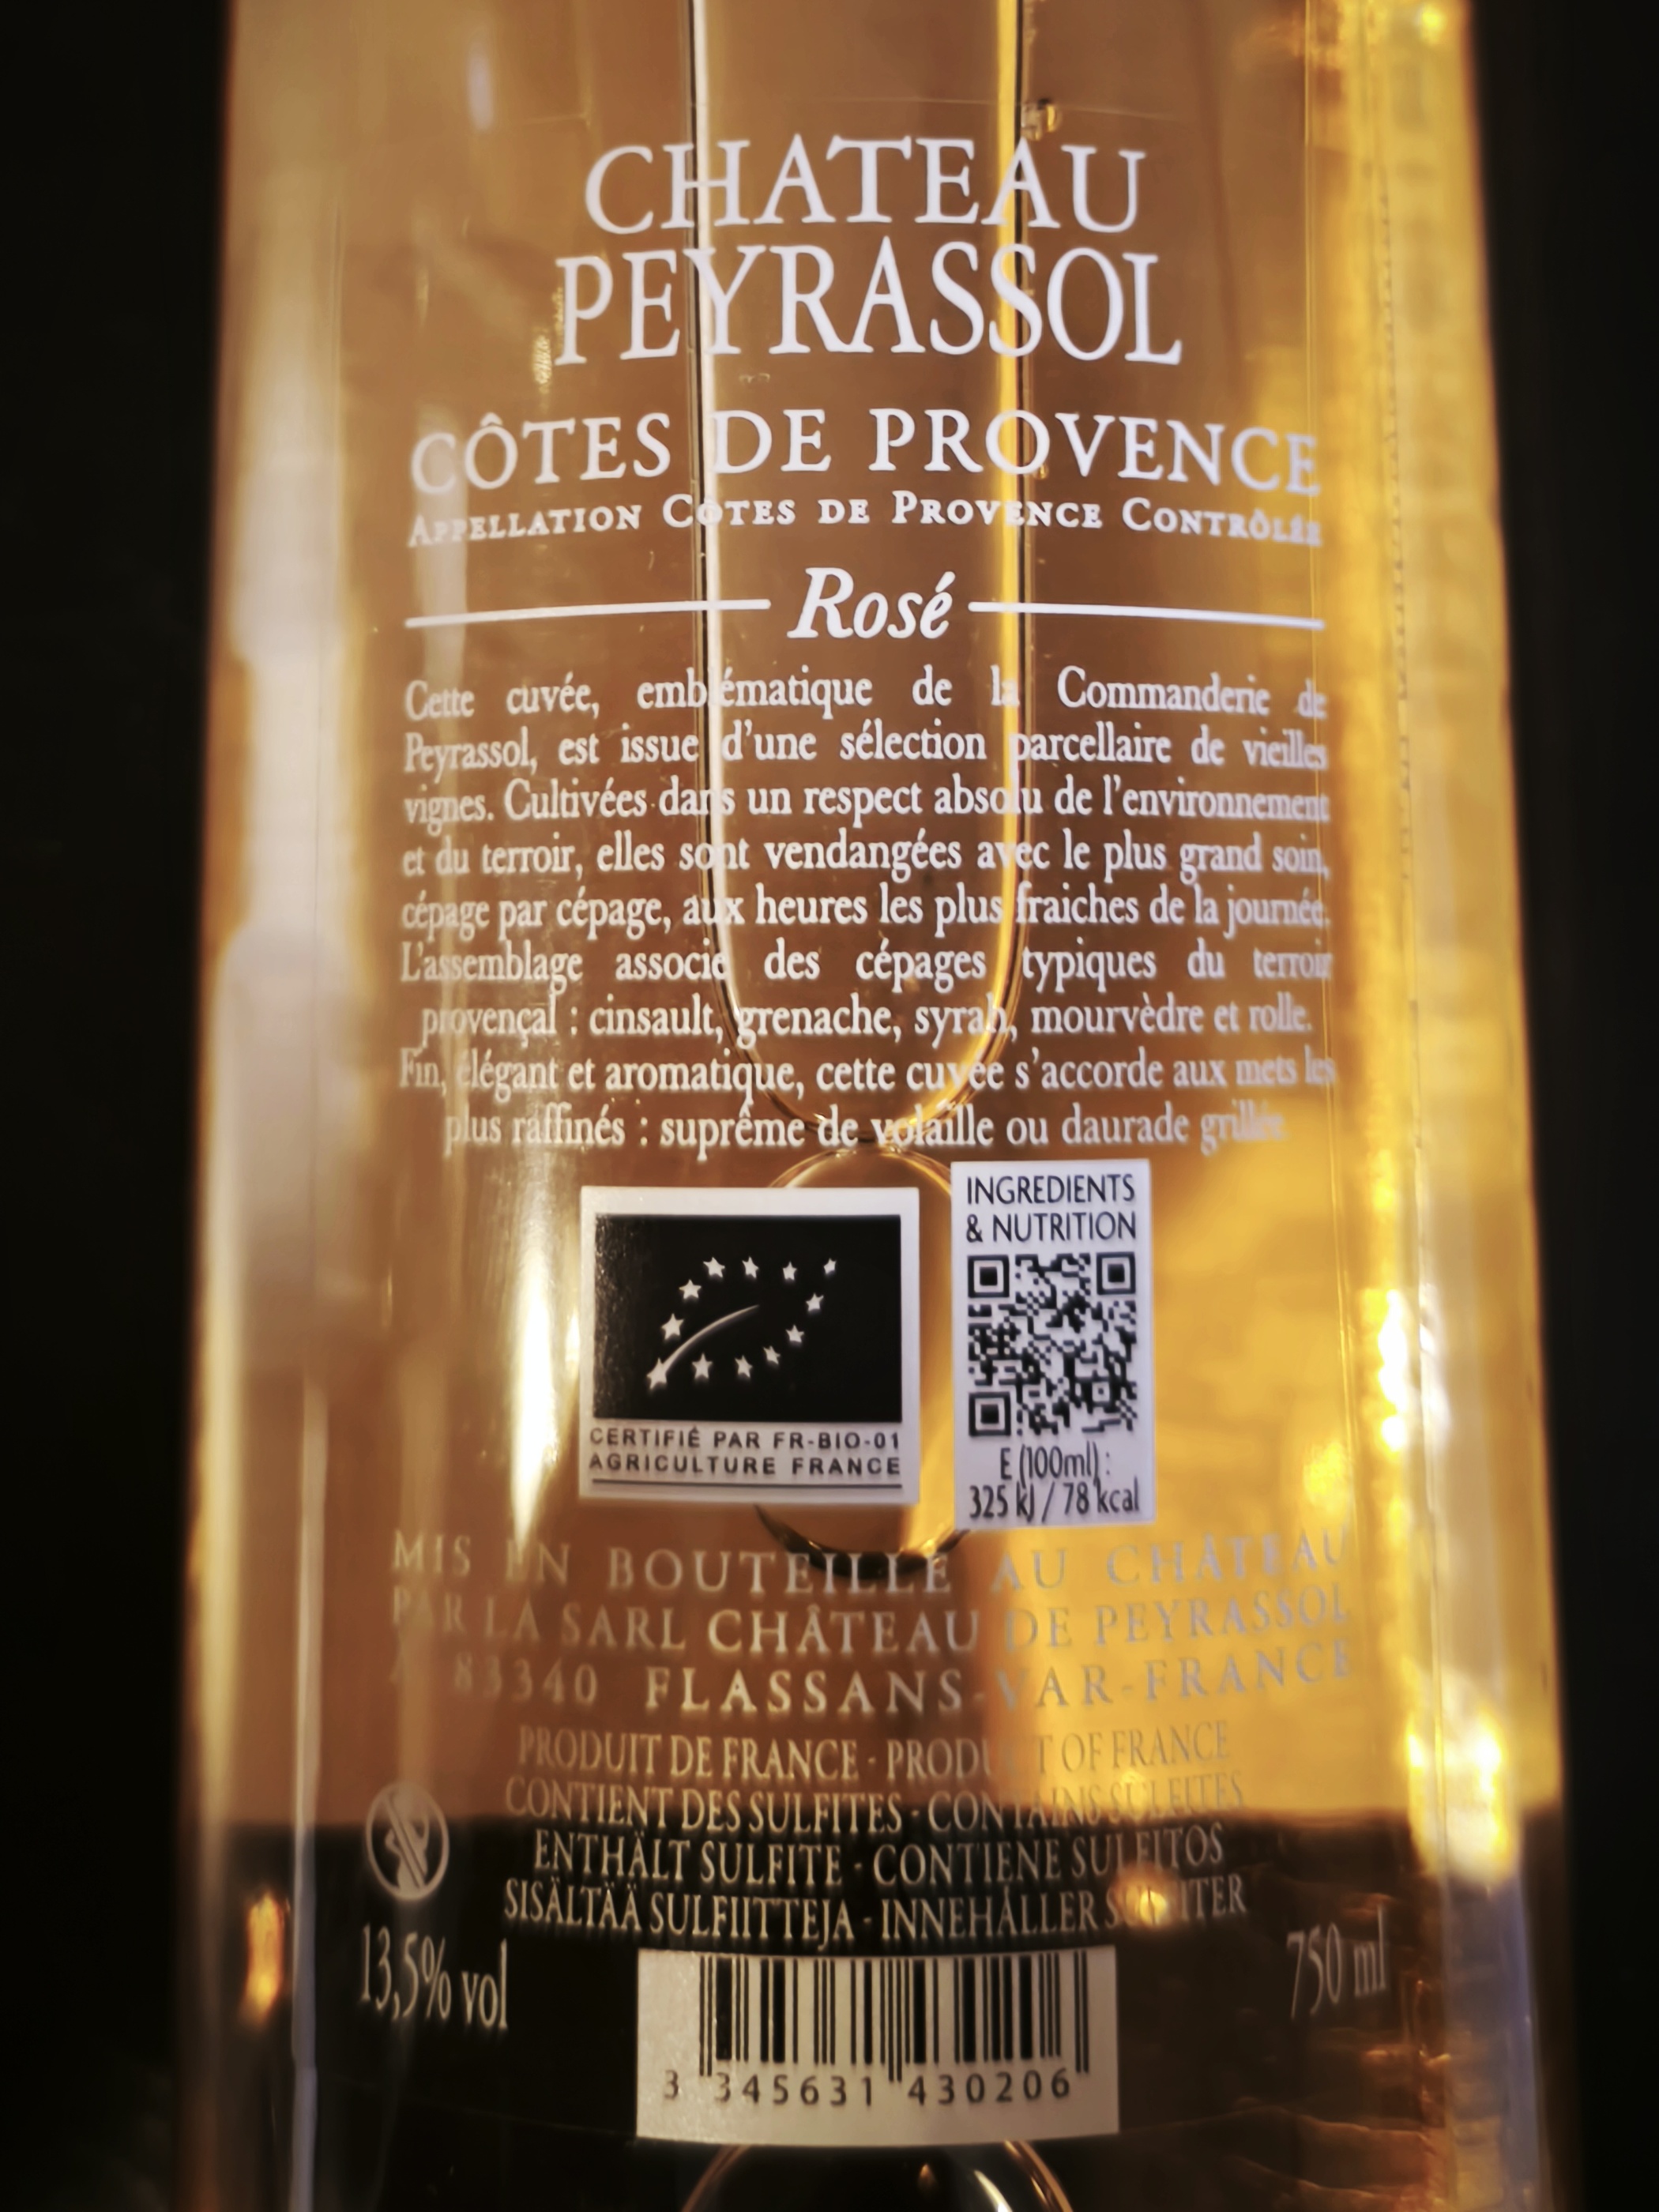 CHATEAU
PEYRASSOL
CÔTES DE PROVENCE
APPELLATION CÔTES DE PROVENCE CONTRÔLÉE
Rosé
Cette cuvée, emblématique de la Commanderie de
Peyrassol, est issue d'une sélection parcellaire de vieilles
vignes. Cultivées dans un respect absolu de l'environnement
et du terroir, elles sont vendangées avec le plus grand soin,
cépage par cépage, aux heures les plus fraiches de la journée.
L'assemblage associe des cépages typiques du terroir
provençal : cinsault, grenache, syrah, mourvèdre et rolle.
Fin, élégant et aromatique, cette cuvée s'accorde aux mets les
plus raffinés : suprême de volaille ou daurade grillée.
INGREDIENTS
& NUTRITION
E (100ml) :
325 kJ / 78 kcal
CERTIFIÉ PAR FR-BIO-01
AGRICULTURE FRANCE
MIS EN BOUTEILLE AU CHÂTEAU
PAR LA SARL CHÂTEAU DE PEYRASSOL
À 83340 FLASSANS-VAR-FRANCE
PRODUIT DE FRANCE - PRODUCT OF FRANCE
CONTIENT DES SULFITES - CONTAINS SULFITES
ENTHÄLT SULFITE - CONTIENE SULFITOS
SISÄLTÄÄ SULFIITTEJA - INNEHÅLLER SULFITER
13,5% vol
750 ml
3 345631 430206